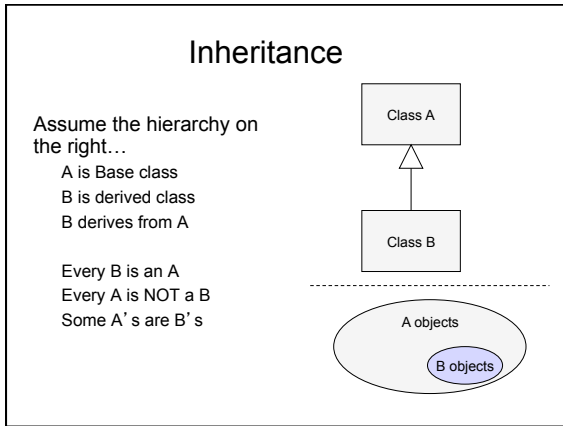 Inheritance
Assume the hierarchy on
the right…
A is Base class
B is derived class
B derives from A
Every B is an A
Every A is NOT a B
Some A's are B's
Class A
Class B
A objects
B objects